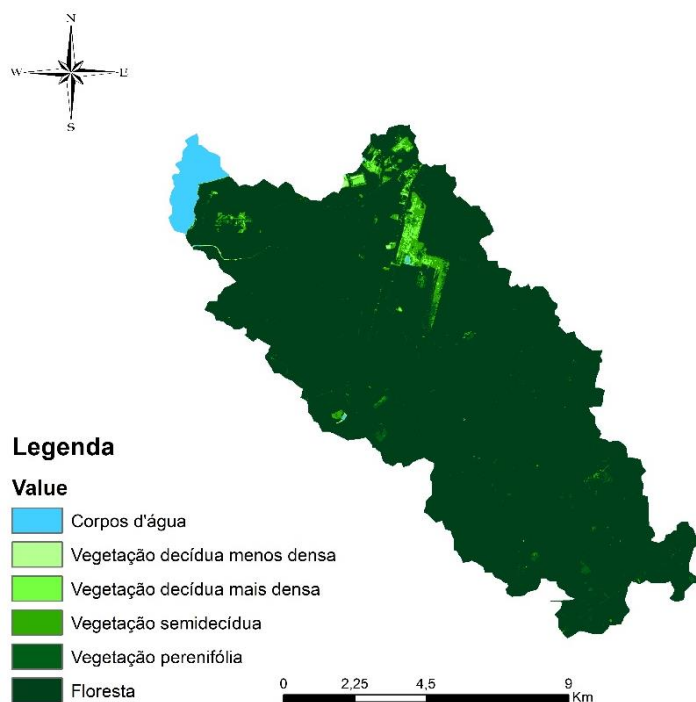 N
W E
S
Legenda
Value
Corpos d'água
Vegetação decídua menos densa
Vegetação decídua mais densa
Vegetação semidecídua
Vegetação perenifólia
Floresta
0 2,25 4,5 9
Km